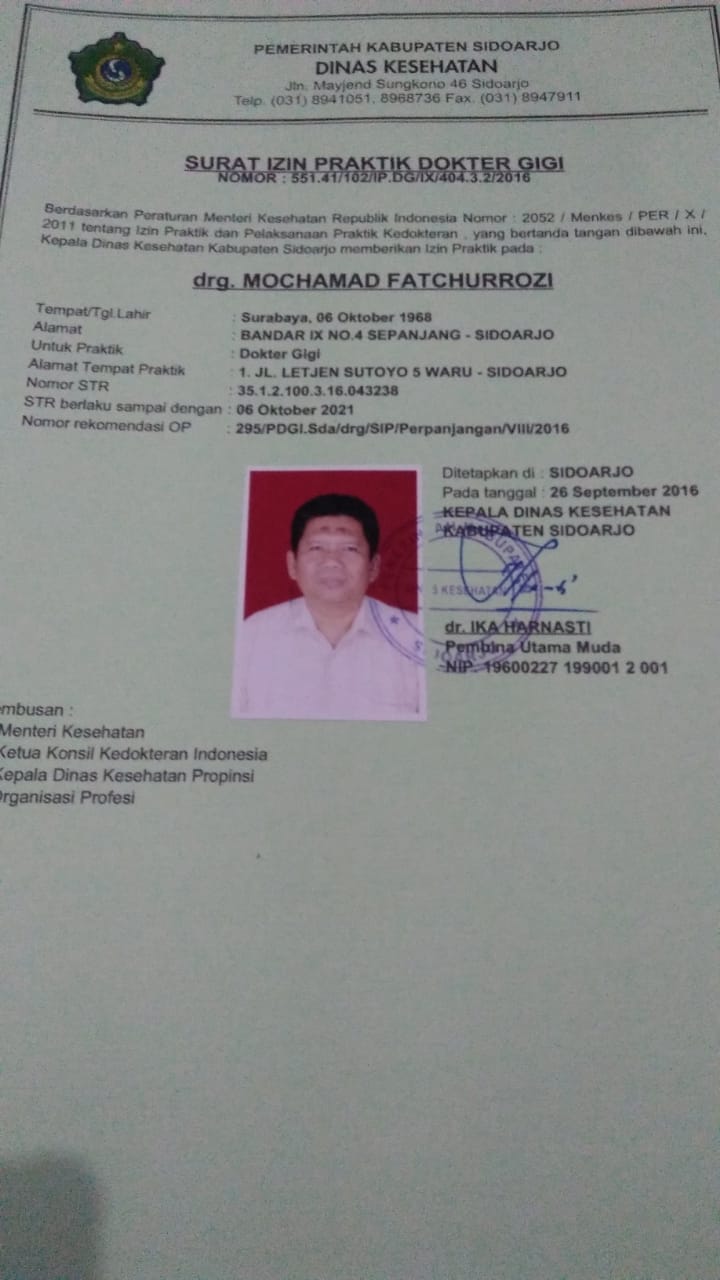 PEMERINTAH KABUPATEN SIDOARJO
DINAS KESEHATAN
Jln. Mayjend Sungkono 46 Sidoarjo
Telp. (031) 8941051, 8968736 Fax. (031) 8947911
SURAT IZIN PRAKTIK DOKTER GIGI
NOMOR : 551.41/102/IP.DG/IX/404.3.2/2016
Berdasarkan Peraturan Menteri Kesehatan Republik Indonesia Nomor : 2052 / Menkes / PER / X /
2011 tentang Izin Praktik dan Pelaksanaan Praktik Kedokteran , yang bertanda tangan dibawah ini,
Kepala Dinas Kesehatan Kabupaten Sidoarjo memberikan Izin Praktik pada :
drg. MOCHAMAD FATCHURROZI
Tempat/Tgl.Lahir : Surabaya, 06 Oktober 1968
Alamat : BANDAR IX NO.4 SEPANJANG - SIDOARJO
Untuk Praktik : Dokter Gigi
Alamat Tempat Praktik : 1. JL. LETJEN SUTOYO 5 WARU - SIDOARJO
Nomor STR : 35.1.2.100.3.16.043238
STR berlaku sampai dengan : 06 Oktober 2021
Nomor rekomendasi OP : 295/PDGI.Sda/drg/SIP/Perpanjangan/VIII/2016
Ditetapkan di : SIDOARJO
Pada tanggal : 26 September 2016
KEPALA DINAS KESEHATAN
KABUPATEN SIDOARJO
dr. IKA HARNASTI
Pembina Utama Muda
NIP. 19600227 199001 2 001
embusan :
Menteri Kesehatan
Ketua Konsil Kedokteran Indonesia
Kepala Dinas Kesehatan Propinsi
Organisasi Profesi